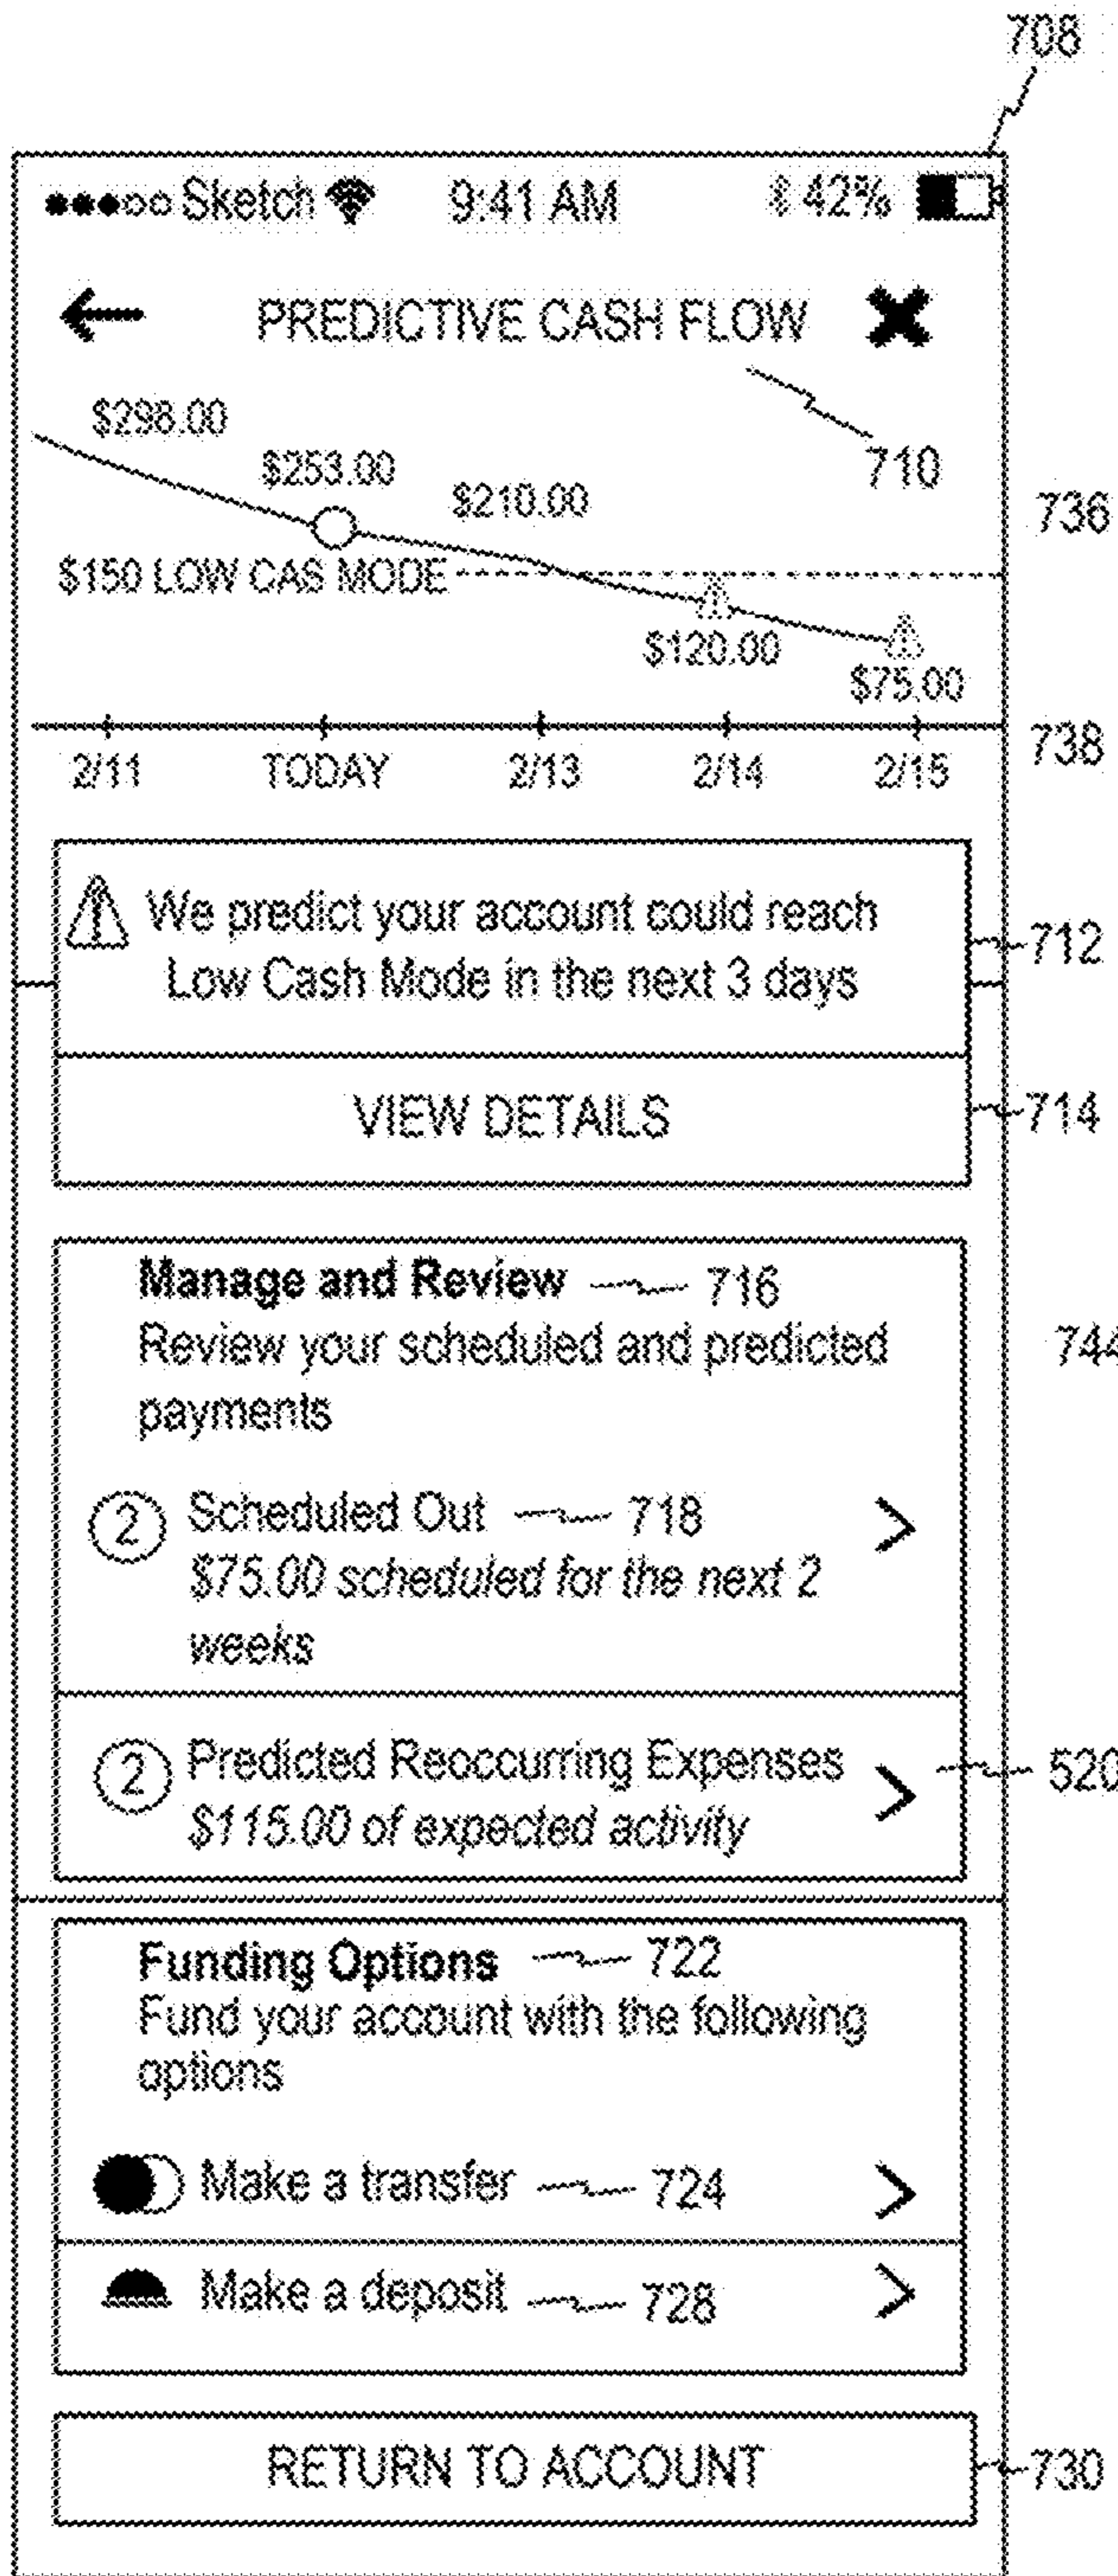 708
Sketch 9:41 AM 42%
PREDICTIVE CASH FLOW
710
$298.00
$253.00
$210.00
736
$150 LOW CAS MODE
$120.00
$75.00
738
2/11 TODAY 2/13 2/14 2/15
We predict your account could reach
712
Low Cash Mode in the next 3 days
VIEW DETAILS
714
Manage and Review 716
Review your scheduled and predicted
744
payments
2 Scheduled Out 718 >
$75.00 scheduled for the next 2
weeks
2 Predicted Reoccurring Expenses >
520
$115.00 of expected activity
Funding Options 722
Fund your account with the following
options
Make a transfer 724 >
Make a deposit 728 >
RETURN TO ACCOUNT
730